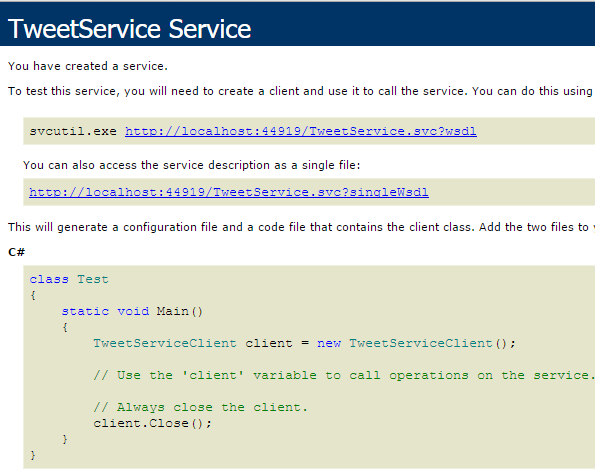 TweetService Service
You have created a service.
To test this service, you will need to create a client and use it to call the service. You can do this using
svcutil.exe http://localhost:44919/TweetService.svc?wsdl
You can also access the service description as a single file:
http://localhost:44919/TweetService.svc?singleWsdl
This will generate a configuration file and a code file that contains the client class. Add the two files to
C#
class Test
{
    static void Main()
    {
        TweetServiceClient client = new TweetServiceClient();
        // Use the 'client' variable to call operations on the service.
        // Always close the client.
        client.Close();
    }
}